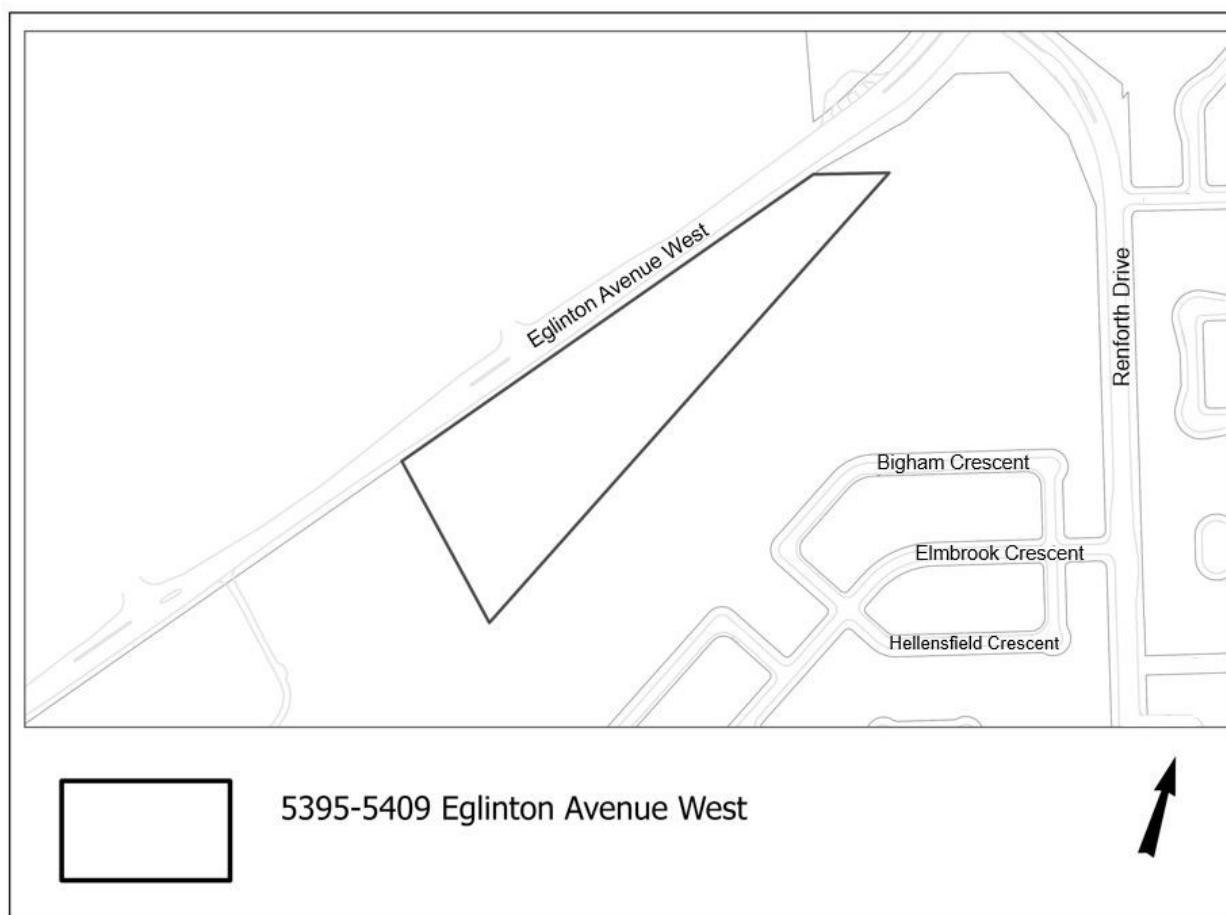 Eglinton Avenue West
Renforth Drive
Bigham Crescent
Elmbrook Crescent
Hellensfield Crescent
5395-5409 Eglinton Avenue West